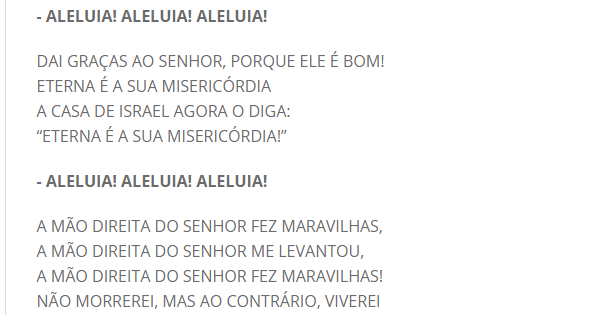 - ALELUIA! ALELUIA! ALELUIA!
DAI GRAÇAS AO SENHOR, PORQUE ELE É BOM!
ETERNA É A SUA MISERICÓRDIA
A CASA DE ISRAEL AGORA O DIGA:
“ETERNA É A SUA MISERICÓRDIA!”
- ALELUIA! ALELUIA! ALELUIA!
A MÃO DIREITA DO SENHOR FEZ MARAVILHAS,
A MÃO DIREITA DO SENHOR ME LEVANTOU,
A MÃO DIREITA DO SENHOR FEZ MARAVILHAS!
NÃO MORREREI, MAS AO CONTRÁRIO, VIVEREI